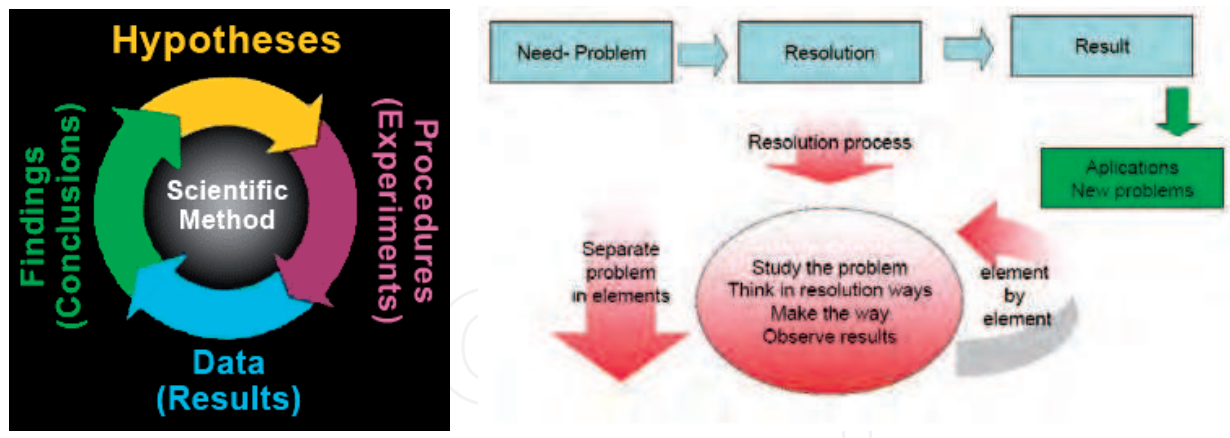 Hypotheses
Procedures
(Experiments)
Scientific
Method
Findings
(Conclusions)
Data
(Results)
Need- Problem
Resolution
Result
Resolution process
Aplications
New problems
Separate
problem
in elements
Study the problem
Think in resolution ways
Make the way
Observe results
element
by
element